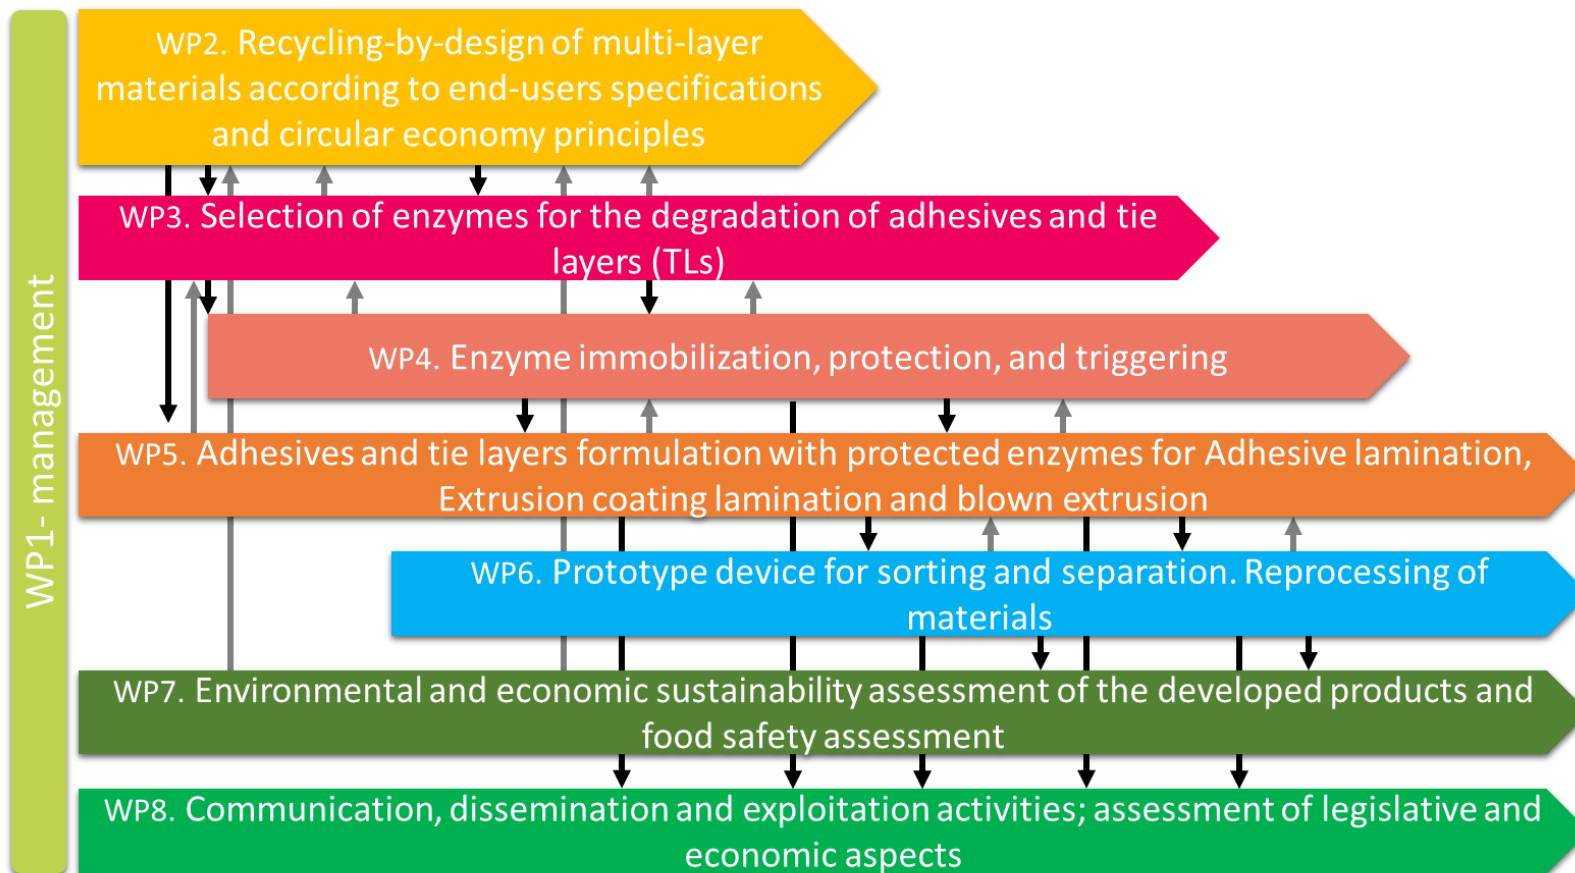 WP1- management
WP2. Recycling-by-design of multi-layer
materials according to end-users specifications
and circular economy principles
WP3. Selection of enzymes for the degradation of adhesives and tie
layers (TLs)
WP4. Enzyme immobilization, protection, and triggering
WP5. Adhesives and tie layers formulation with protected enzymes for Adhesive lamination,
Extrusion coating lamination and blown extrusion
WP6. Prototype device for sorting and separation. Reprocessing of
materials
WP7. Environmental and economic sustainability assessment of the developed products and
food safety assessment
WP8. Communication, dissemination and exploitation activities; assessment of legislative and
economic aspects